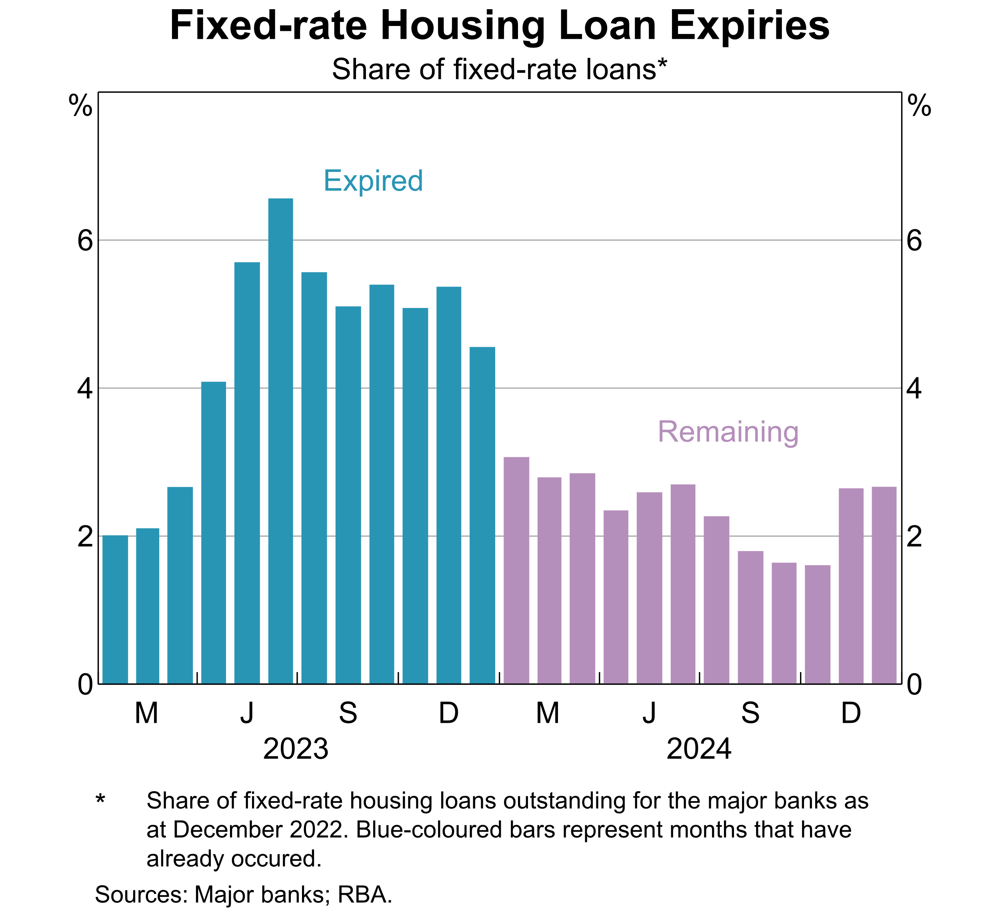 Fixed-rate Housing Loan Expiries
Share of fixed-rate loans*
% %
Expired
6 6
4 4
Remaining
2 2
0 0
M J S D M J S D
2023 2024
* Share of fixed-rate housing loans outstanding for the major banks as
at December 2022. Blue-coloured bars represent months that have
already occured.
Sources: Major banks; RBA.